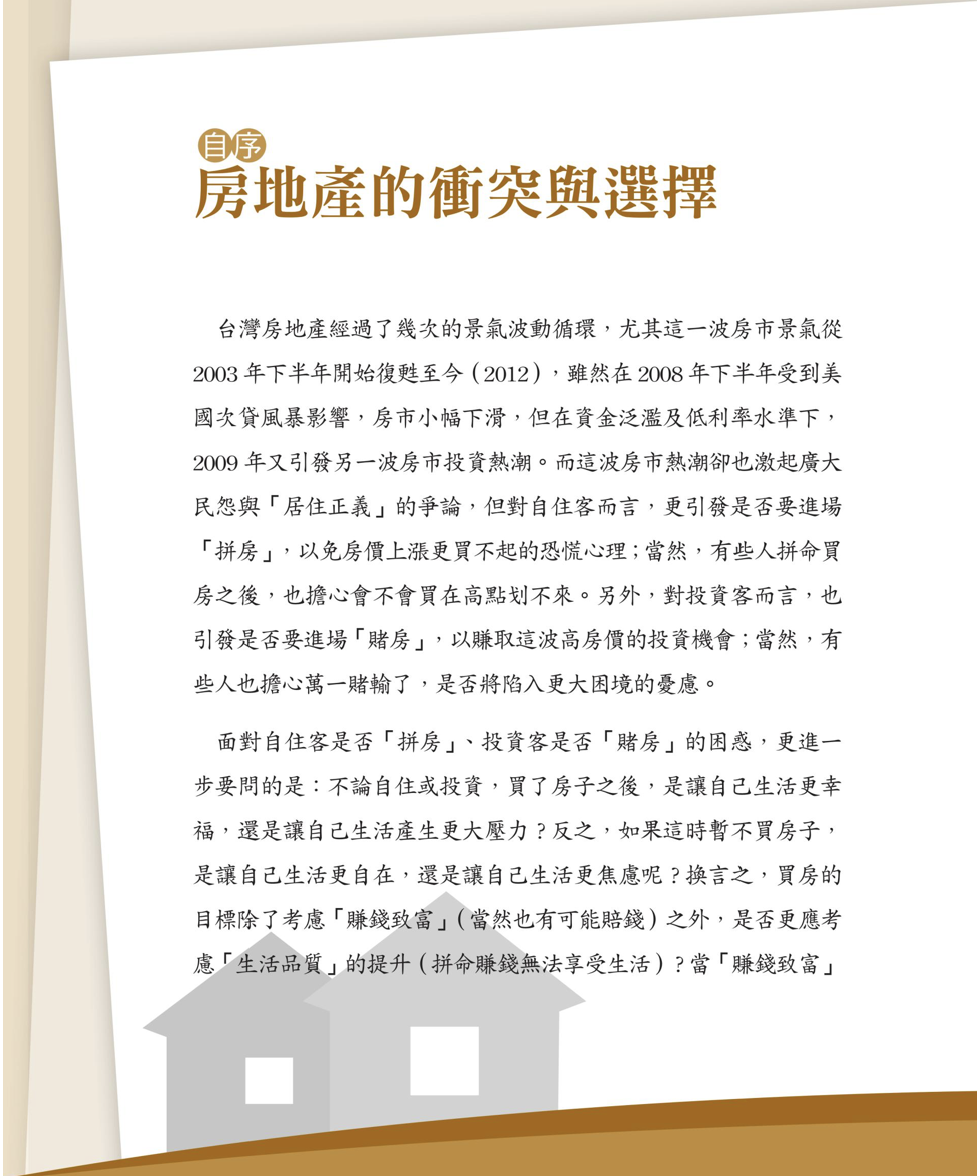 自序
房地產的衝突與選擇
台灣房地產經過了幾次的景氣波動循環，尤其這一波房市景氣從
2003 年下半年開始復甦至今（2012），雖然在 2008 年下半年受到美
國次貸風暴影響，房市小幅下滑，但在資金泛濫及低利率水準下，
2009 年又引發另一波房市投資熱潮。而這波房市熱潮卻也激起廣大
民怨與「居住正義」的爭論，但對自住客而言，更引發是否要進場
「拼房」，以免房價上漲更買不起的恐慌心理；當然，有些人拼命買
房之後，也擔心會不會買在高點划不來。另外，對投資客而言，也
引發是否要進場「賭房」，以賺取這波高房價的投資機會；當然，有
些人也擔心萬一賭輸了，是否將陷入更大困境的憂慮。
面對自住客是否「拼房」、投資客是否「賭房」的困惑，更進一
步要問的是：不論自住或投資，買了房子之後，是讓自己生活更幸
福，還是讓自己生活產生更大壓力？反之，如果這時暫不買房子，
是讓自己生活更自在，還是讓自己生活更焦慮呢？換言之，買房的
目標除了考慮「賺錢致富」（當然也有可能賠錢）之外，是否更應考
慮「生活品質」的提升（拼命賺錢無法享受生活）？當「賺錢致富」